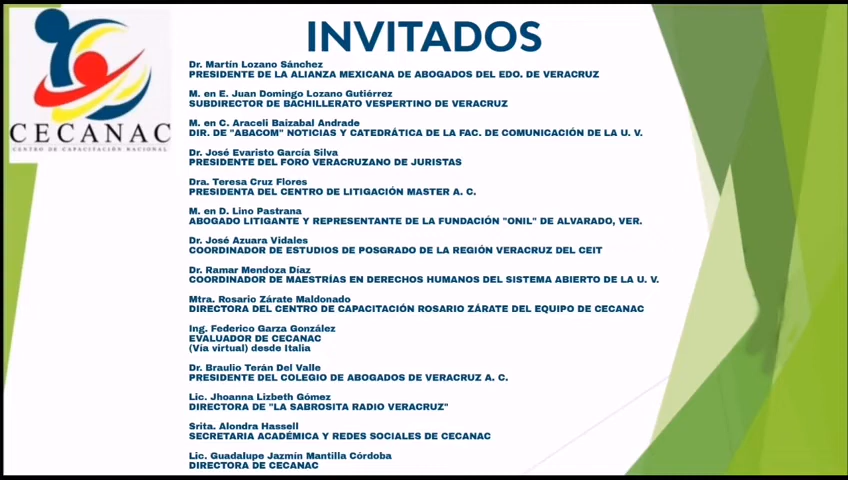 INVITADOS
CECANAC
CENTRO DE CAPACITACIÓN NACIONAL
Dr. Martín Lozano Sánchez
PRESIDENTE DE LA ALIANZA MEXICANA DE ABOGADOS DEL EDO. DE VERACRUZ
M. en E. Juan Domingo Lozano Gutiérrez
SUBDIRECTOR DE BACHILLERATO VESPERTINO DE VERACRUZ
M. en C. Araceli Baizabal Andrade
DIR. DE "ABACOM" NOTICIAS Y CATEDRÁTICA DE LA FAC. DE COMUNICACIÓN DE LA U. V.
Dr. José Evaristo García Silva
PRESIDENTE DEL FORO VERACRUZANO DE JURISTAS
Dra. Teresa Cruz Flores
PRESIDENTA DEL CENTRO DE LITIGACIÓN MASTER A. C.
M. en D. Lino Pastrana
ABOGADO LITIGANTE Y REPRESENTANTE DE LA FUNDACIÓN "ONIL" DE ALVARADO, VER.
Dr. José Azuara Vidales
COORDINADOR DE ESTUDIOS DE POSGRADO DE LA REGIÓN VERACRUZ DEL CEIT
Dr. Ramar Mendoza Díaz
COORDINADOR DE MAESTRÍAS EN DERECHOS HUMANOS DEL SISTEMA ABIERTO DE LA U. V.
Mtra. Rosario Zárate Maldonado
DIRECTORA DEL CENTRO DE CAPACITACIÓN ROSARIO ZÁRATE DEL EQUIPO DE CECANAC
Ing. Federico Garza González
EVALUADOR DE CECANAC
(Vía virtual) desde Italia
Dr. Braulio Terán Del Valle
PRESIDENTE DEL COLEGIO DE ABOGADOS DE VERACRUZ A. C.
Lic. Jhoanna Lizbeth Gómez
DIRECTORA DE "LA SABROSITA RADIO VERACRUZ"
Srita. Alondra Hassell
SECRETARIA ACADÉMICA Y REDES SOCIALES DE CECANAC
Lic. Guadalupe Jazmín Mantilla Córdoba
DIRECTORA DE CECANAC